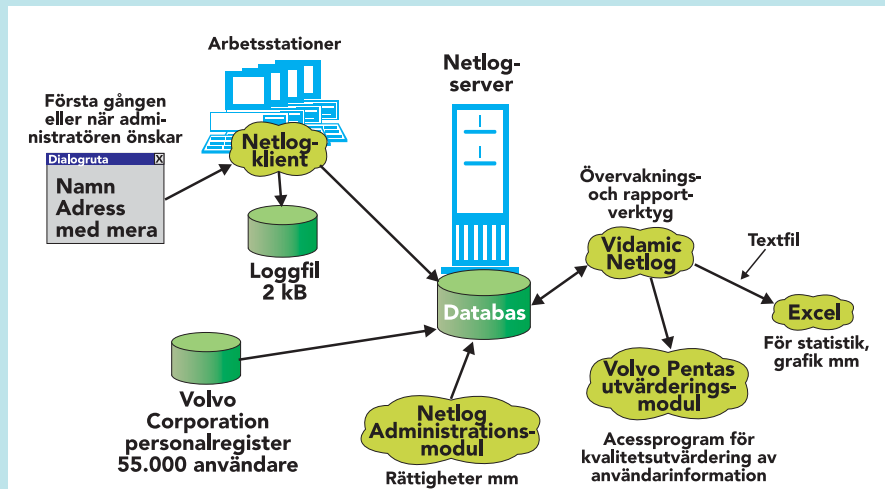 Arbetsstationer
Netlog-
server
Första gången
eller när admi-
nistratören önskar
Dialogruta X
Namn
Adress
med mera
Netlog-
klient
Loggfil
2 kB
Databas
Övervaknings-
och rapport-
verktyg
Vidamic
Netlog
Textfil
Excel
För statistik,
grafik mm
Volvo Pentas
utvärderings-
modul
Acessprogram för
kvalitetsutvärdering av
användarinformation
Netlog
Administrations-
modul
Rättigheter mm
Volvo
Corporation
personalregister
55.000 användare